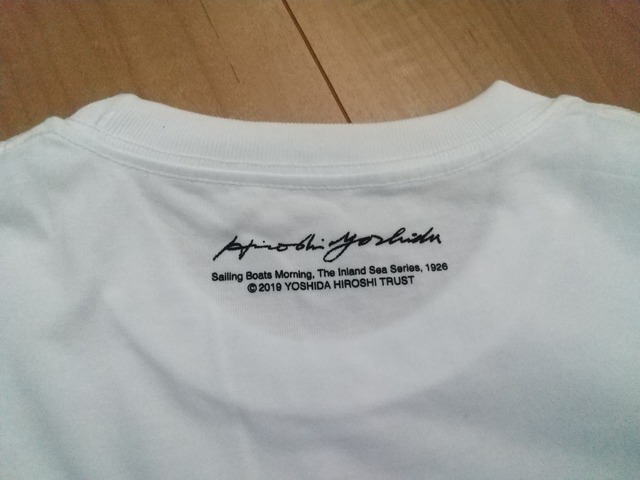 Hiroshi Yoshida
Sailing Boats Morning, The Inland Sea Series, 1926
© 2019 YOSHIDA HIROSHI TRUST